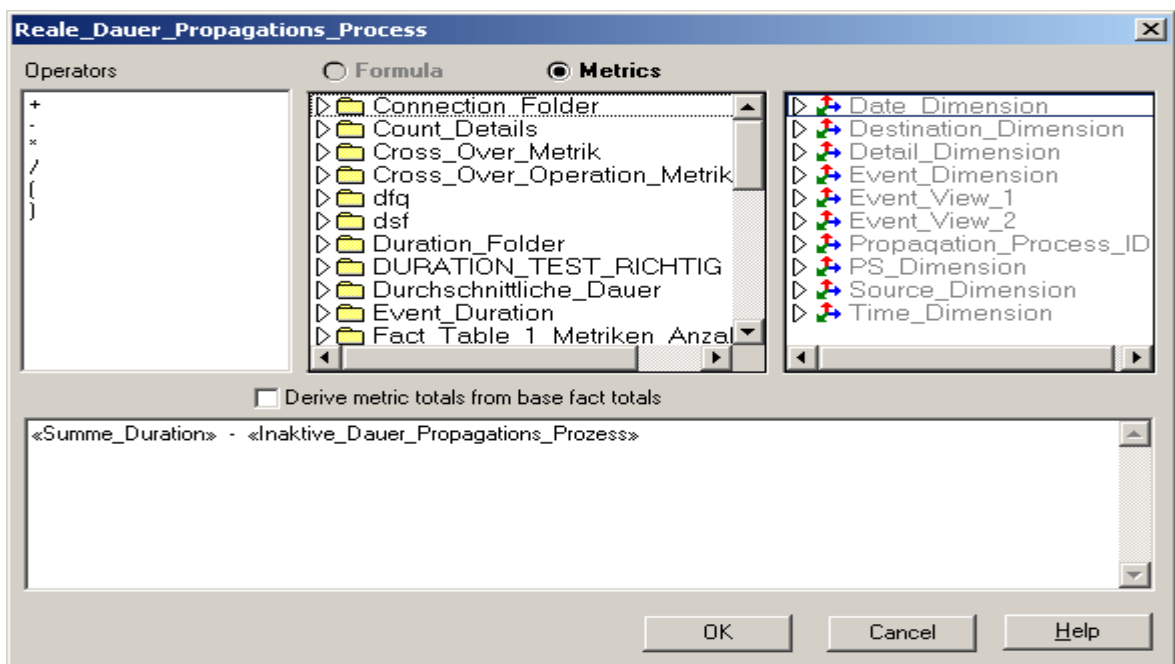 Reale_Dauer_Propagations_Process
Operators
Formula
Metrics
+
-
*
/
(
)
Connection_Folder
Count_Details
Cross_Over_Metrik
Cross_Over_Operation_Metrik
dfq
dsf
Duration_Folder
DURATION_TEST_RICHTIG
Durchschnittliche_Dauer
Event_Duration
Fact_Table_1_Metriken_Anzal
Date_Dimension
Destination_Dimension
Detail_Dimension
Event_Dimension
Event_View_1
Event_View_2
Propagation_Process_ID
PS_Dimension
Source_Dimension
Time_Dimension
Derive metric totals from base fact totals
«Summe_Duration» - «Inaktive_Dauer_Propagations_Prozess»
OK
Cancel
Help